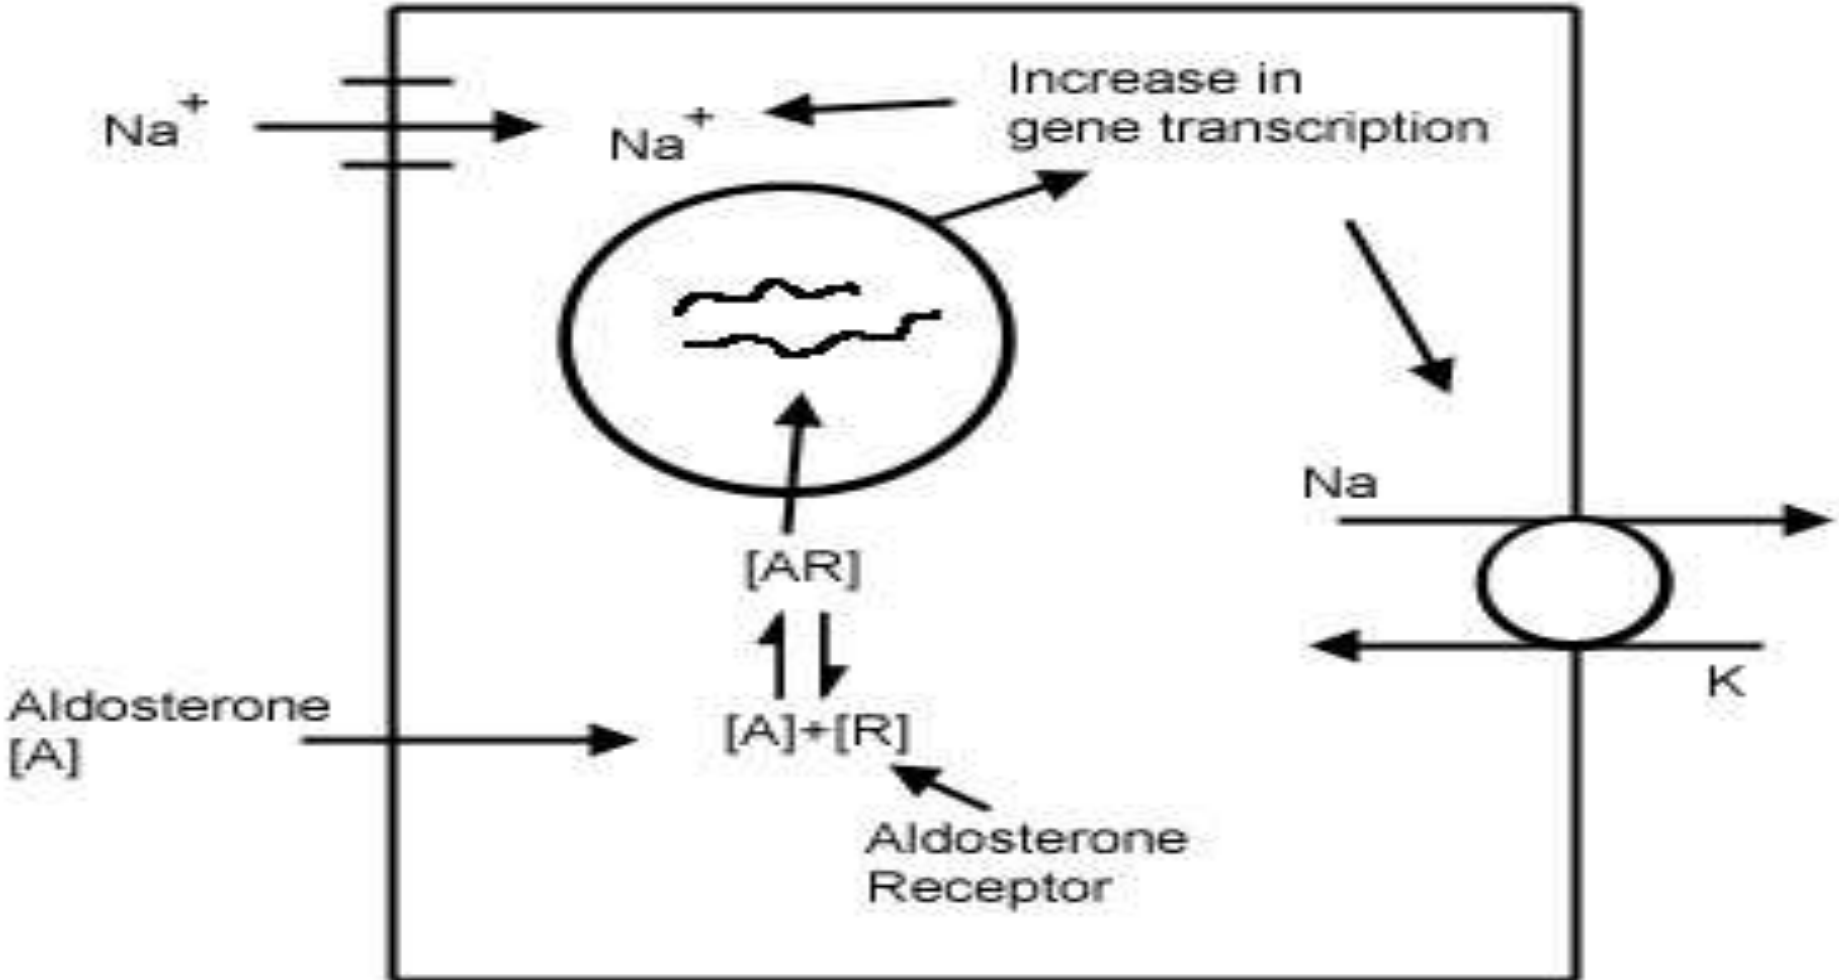 Na+
Na+
Increase in
gene transcription
Na
[AR]
K
Aldosterone
[A]
[A]+[R]
Aldosterone
Receptor